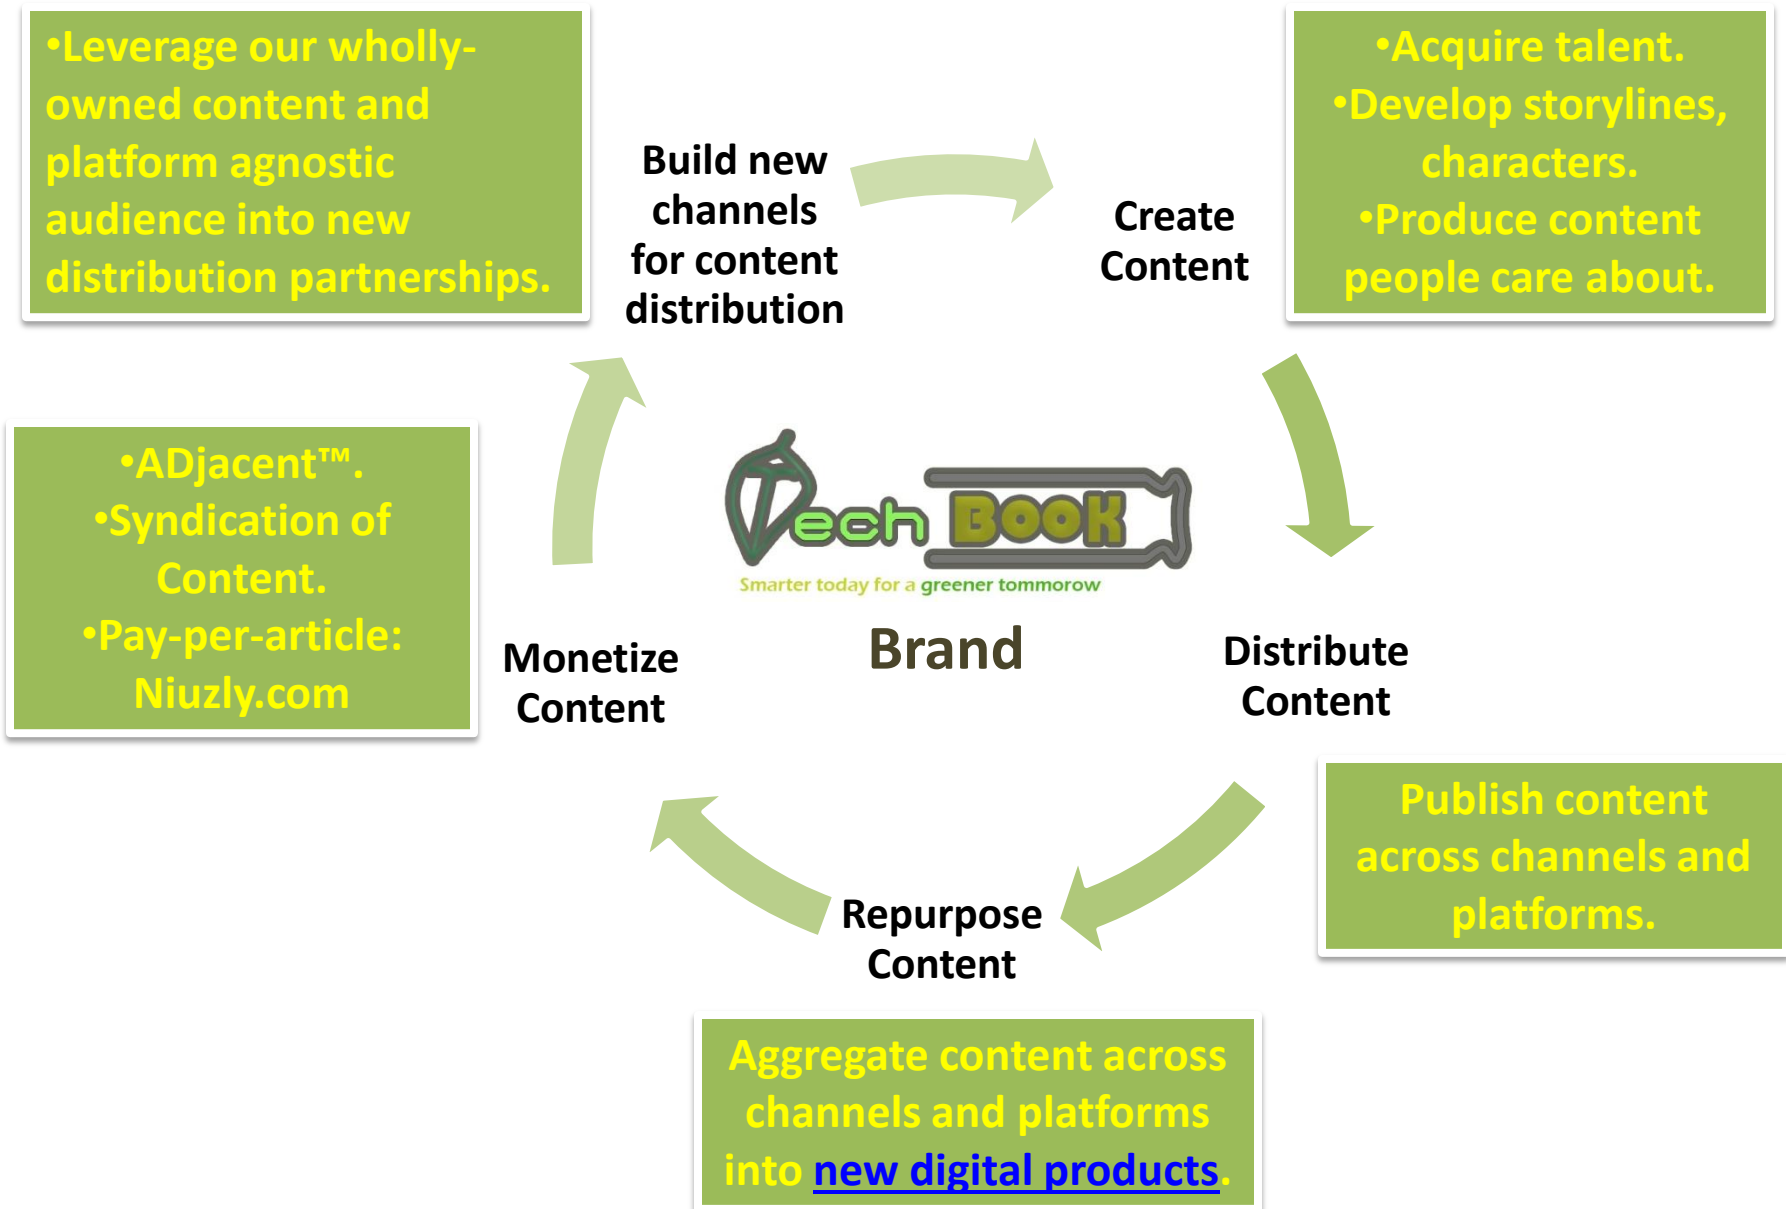 •Leverage our wholly-
owned content and
platform agnostic
audience into new
distribution partnerships.
Build new
channels
for content
distribution
Create
Content
•Acquire talent.
•Develop storylines,
characters.
•Produce content
people care about.
•ADjacent™.
•Syndication of
Content.
•Pay-per-article:
Niuzly.com
Monetize
Content
Tech BOOK
Smarter today for a greener tommorow
Brand
Distribute
Content
Publish content
across channels and
platforms.
Repurpose
Content
Aggregate content across
channels and platforms
into new digital products.